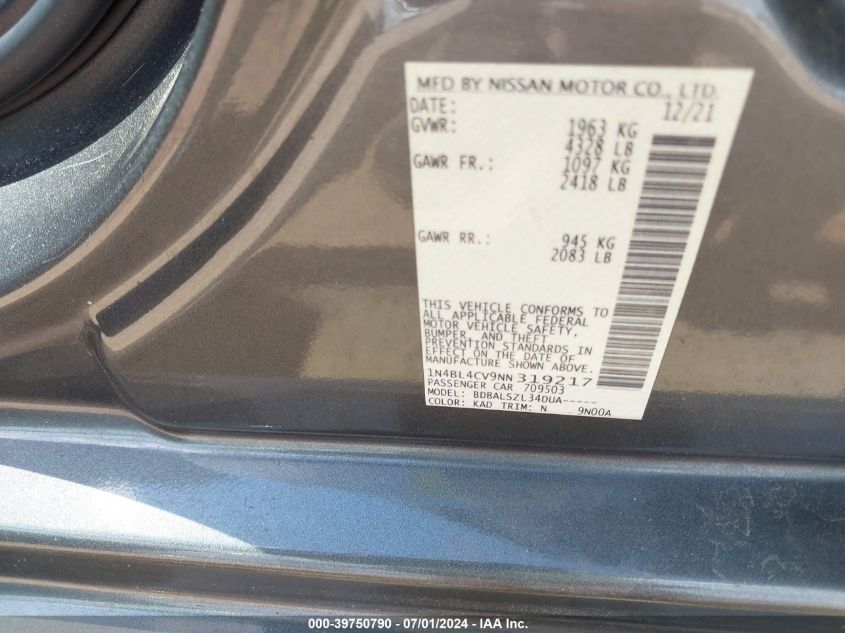 MFD BY NISSAN MOTOR CO., LTD.
DATE: 12/21
GVWR: 1963 KG
4328 LB
GAWR FR.: 1097 KG
2418 LB
GAWR RR.: 945 KG
2083 LB
THIS VEHICLE CONFORMS TO
ALL APPLICABLE FEDERAL
MOTOR VEHICLE SAFETY,
BUMPER, AND THEFT
PREVENTION STANDARDS IN
EFFECT ON THE DATE OF
MANUFACTURE SHOWN ABOVE.
1N4BL4CV9NN319217
PASSENGER CAR 709503
MODEL: BDBALSZL34DUA-----
COLOR: KAD TRIM: N 9N00A
000-39750790 - 07/01/2024 - IAA Inc.